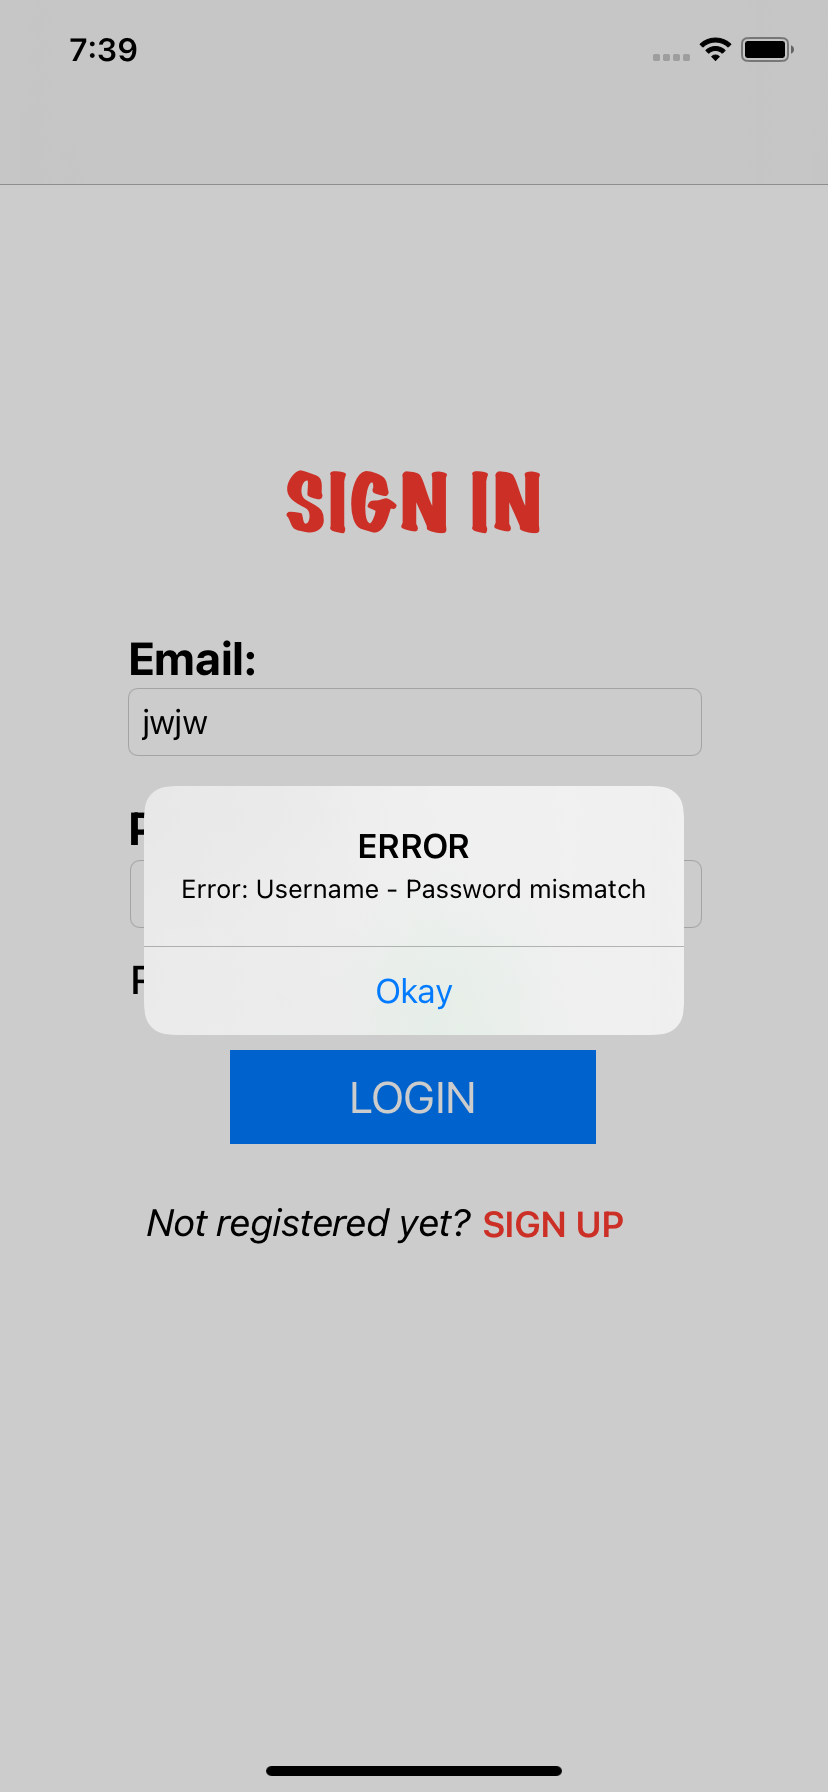 7:39
SIGN IN
Email:
jwjw
ERROR
Error: Username - Password mismatch
Okay
LOGIN
Not registered yet? SIGN UP